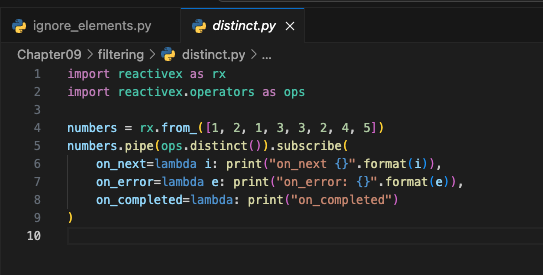 ignore_elements.py distinct.py ×
Chapter09 > filtering > distinct.py > ...
1 import reactivex as rx
2 import reactivex.operators as ops
3
4 numbers = rx.from_([1, 2, 1, 3, 3, 2, 4, 5])
5 numbers.pipe(ops.distinct()).subscribe(
6     on_next=lambda i: print("on_next {}".format(i)),
7     on_error=lambda e: print("on_error: {}".format(e)),
8     on_completed=lambda: print("on_completed")
9 )
10